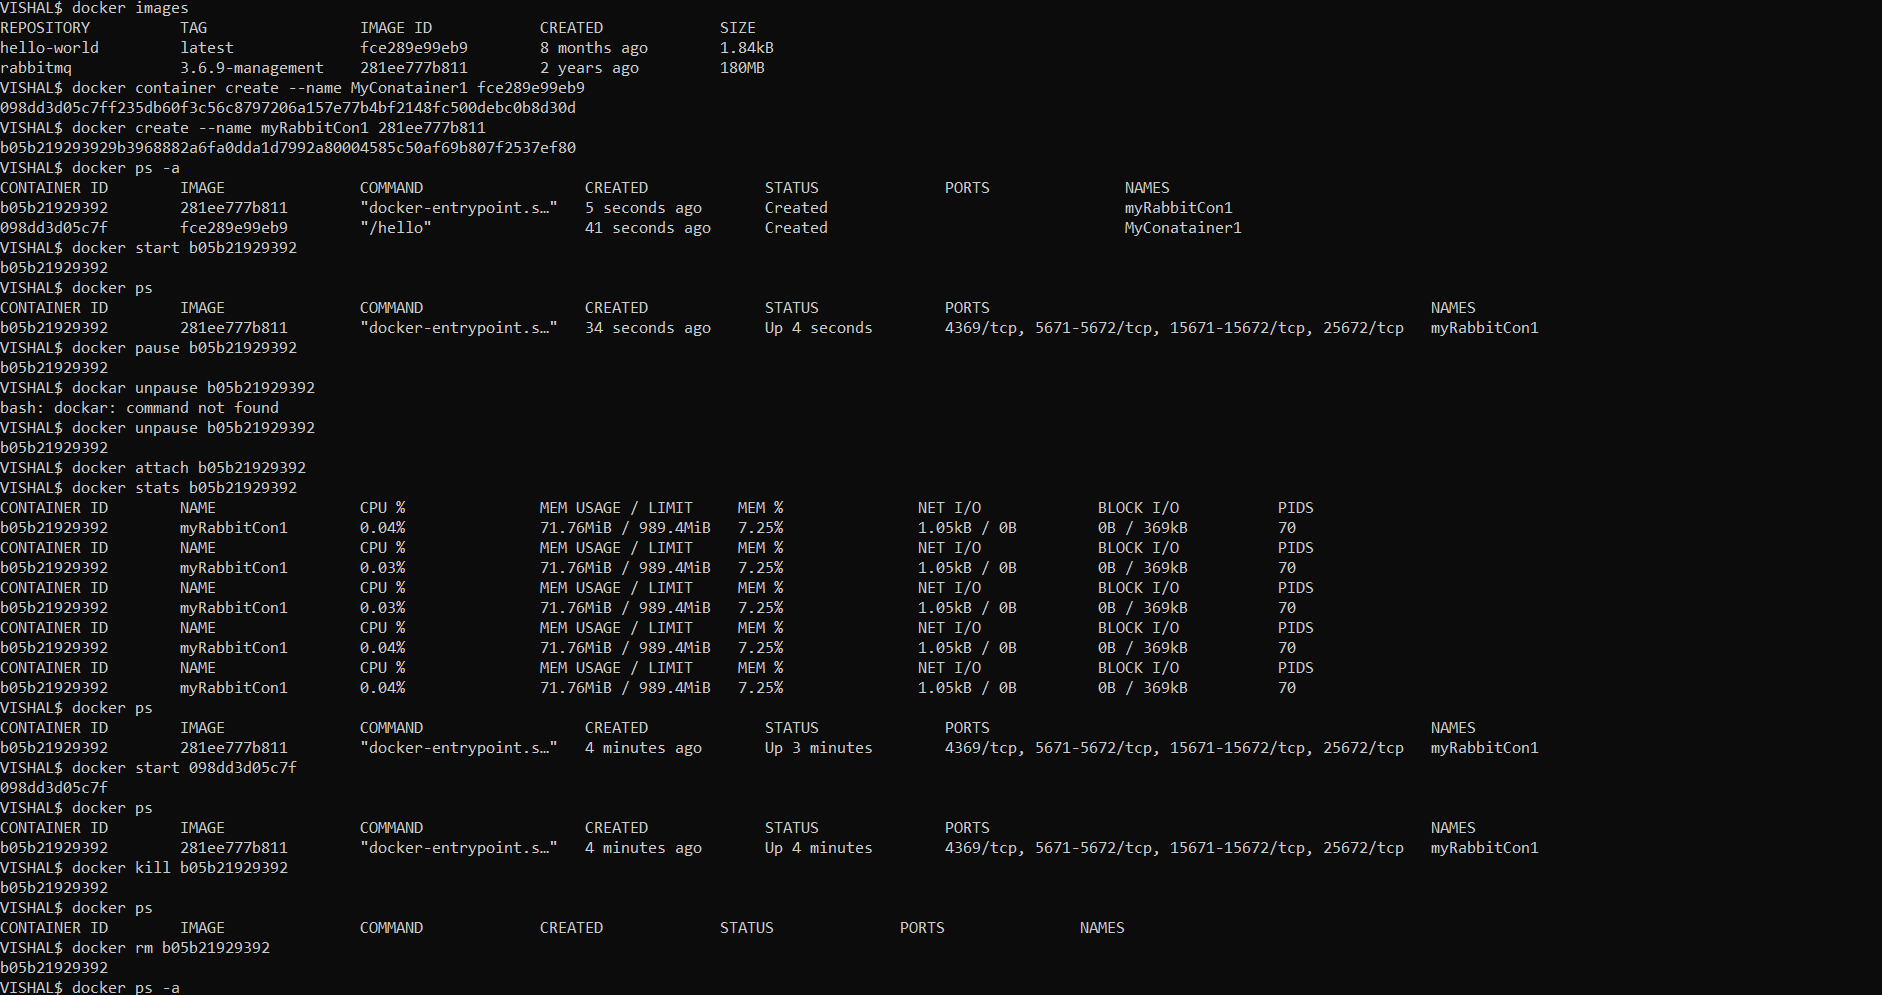 VISHAL$ docker images
REPOSITORY          TAG                 IMAGE ID            CREATED             SIZE
hello-world         latest              fce289e99eb9        8 months ago        1.84kB
rabbitmq            3.6.9-management    281ee777b811        2 years ago         180MB
VISHAL$ docker container create --name MyConatainer1 fce289e99eb9
098dd3d05c7ff235db60f3c56c8797206a157e77b4bf2148fc500debc0b8d30d
VISHAL$ docker create --name myRabbitCon1 281ee777b811
b05b219293929b3968882a6fa0dda1d7992a80004585c50af69b807f2537ef80
VISHAL$ docker ps -a
CONTAINER ID        IMAGE               COMMAND                  CREATED             STATUS              PORTS               NAMES
b05b21929392        281ee777b811        "docker-entrypoint.s…"   5 seconds ago       Created                                 myRabbitCon1
098dd3d05c7f        fce289e99eb9        "/hello"                 41 seconds ago      Created                                 MyConatainer1
VISHAL$ docker start b05b21929392
b05b21929392
VISHAL$ docker ps
CONTAINER ID        IMAGE               COMMAND                  CREATED             STATUS              PORTS                                                 NAMES
b05b21929392        281ee777b811        "docker-entrypoint.s…"   34 seconds ago      Up 4 seconds        4369/tcp, 5671-5672/tcp, 15671-15672/tcp, 25672/tcp   myRabbitCon1
VISHAL$ docker pause b05b21929392
b05b21929392
VISHAL$ dockar unpause b05b21929392
bash: dockar: command not found
VISHAL$ docker unpause b05b21929392
b05b21929392
VISHAL$ docker attach b05b21929392
VISHAL$ docker stats b05b21929392
CONTAINER ID        NAME                CPU %               MEM USAGE / LIMIT     MEM %               NET I/O             BLOCK I/O           PIDS
b05b21929392        myRabbitCon1        0.04%               71.76MiB / 989.4MiB   7.25%               1.05kB / 0B         0B / 369kB          70
CONTAINER ID        NAME                CPU %               MEM USAGE / LIMIT     MEM %               NET I/O             BLOCK I/O           PIDS
b05b21929392        myRabbitCon1        0.03%               71.76MiB / 989.4MiB   7.25%               1.05kB / 0B         0B / 369kB          70
CONTAINER ID        NAME                CPU %               MEM USAGE / LIMIT     MEM %               NET I/O             BLOCK I/O           PIDS
b05b21929392        myRabbitCon1        0.03%               71.76MiB / 989.4MiB   7.25%               1.05kB / 0B         0B / 369kB          70
CONTAINER ID        NAME                CPU %               MEM USAGE / LIMIT     MEM %               NET I/O             BLOCK I/O           PIDS
b05b21929392        myRabbitCon1        0.04%               71.76MiB / 989.4MiB   7.25%               1.05kB / 0B         0B / 369kB          70
CONTAINER ID        NAME                CPU %               MEM USAGE / LIMIT     MEM %               NET I/O             BLOCK I/O           PIDS
b05b21929392        myRabbitCon1        0.04%               71.76MiB / 989.4MiB   7.25%               1.05kB / 0B         0B / 369kB          70
VISHAL$ docker ps
CONTAINER ID        IMAGE               COMMAND                  CREATED             STATUS              PORTS                                                 NAMES
b05b21929392        281ee777b811        "docker-entrypoint.s…"   4 minutes ago       Up 3 minutes        4369/tcp, 5671-5672/tcp, 15671-15672/tcp, 25672/tcp   myRabbitCon1
VISHAL$ docker start 098dd3d05c7f
098dd3d05c7f
VISHAL$ docker ps
CONTAINER ID        IMAGE               COMMAND                  CREATED             STATUS              PORTS                                                 NAMES
b05b21929392        281ee777b811        "docker-entrypoint.s…"   4 minutes ago       Up 4 minutes        4369/tcp, 5671-5672/tcp, 15671-15672/tcp, 25672/tcp   myRabbitCon1
VISHAL$ docker kill b05b21929392
b05b21929392
VISHAL$ docker ps
CONTAINER ID        IMAGE               COMMAND             CREATED             STATUS              PORTS               NAMES
VISHAL$ docker rm b05b21929392
b05b21929392
VISHAL$ docker ps -a